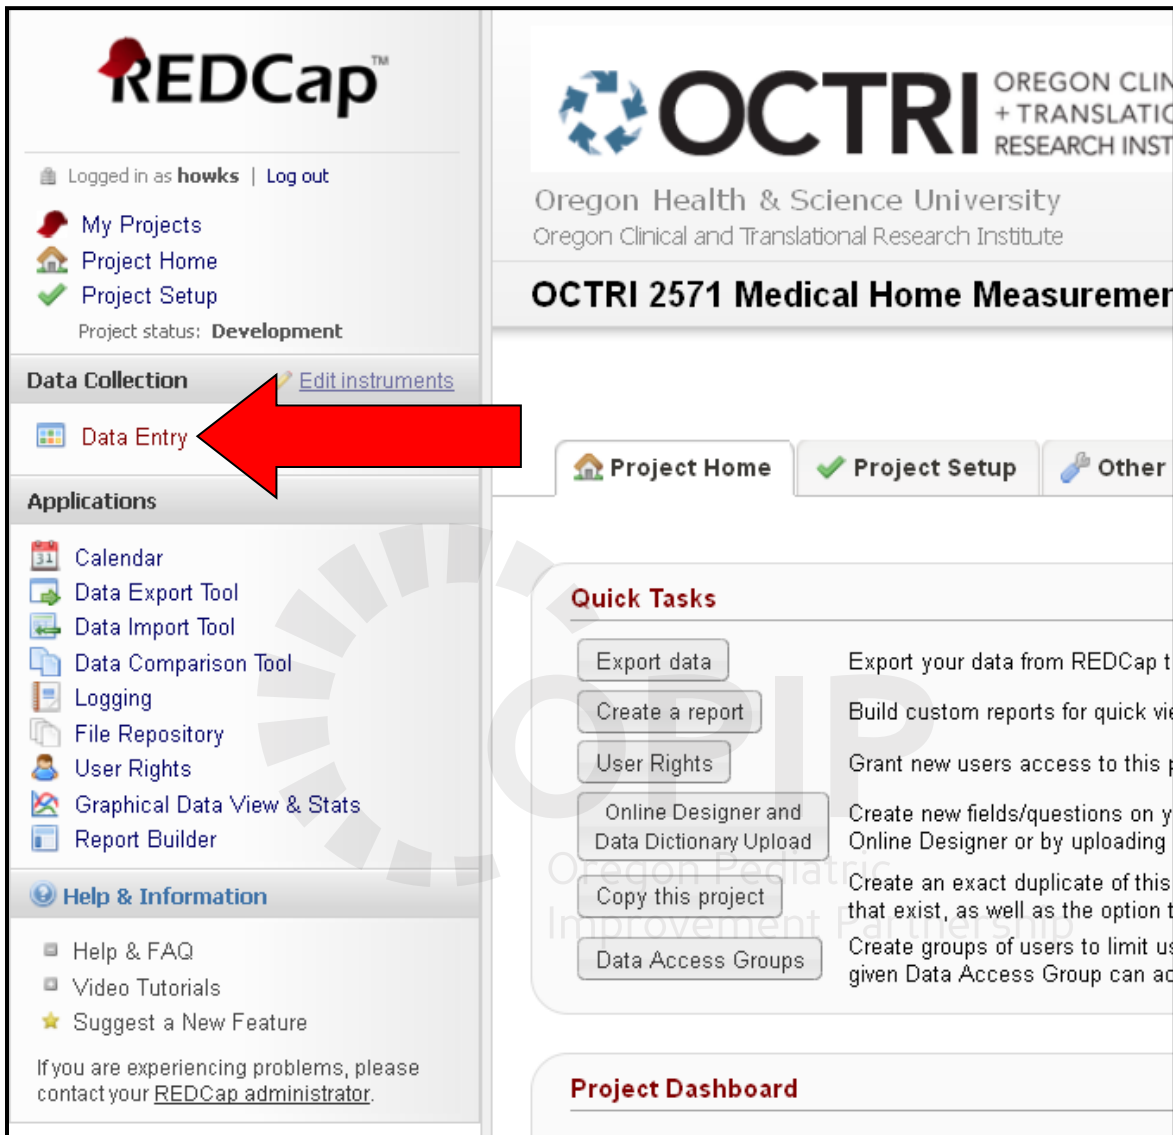 REDCap™
Logged in as howks | Log out
My Projects
Project Home
Project Setup
Project status: Development
Data Collection
Edit instruments
Data Entry
Applications
31
Calendar
Data Export Tool
Data Import Tool
Data Comparison Tool
Logging
File Repository
User Rights
Graphical Data View & Stats
Report Builder
Help & Information
Help & FAQ
Video Tutorials
Suggest a New Feature
If you are experiencing problems, please
contact your REDCap administrator.
OCTRI
OREGON CLIN
+ TRANSLATIO
RESEARCH INST
Oregon Health & Science University
Oregon Clinical and Translational Research Institute
OCTRI 2571 Medical Home Measuremen
Project Home
Project Setup
Other
Quick Tasks
Export data
Export your data from REDCap t
Create a report
Build custom reports for quick vie
User Rights
Grant new users access to this p
Online Designer and
Data Dictionary Upload
Create new fields/questions on y
Online Designer or by uploading
Copy this project
Create an exact duplicate of this
that exist, as well as the option t
Data Access Groups
Create groups of users to limit us
given Data Access Group can ac
Project Dashboard
OPIP
Oregon Pediatric
Improvement Partnership